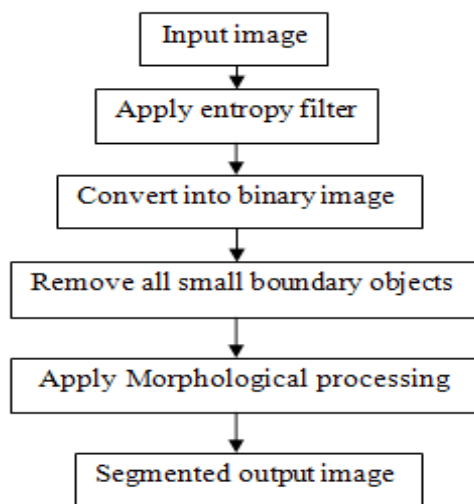 Input image
Apply entropy filter
Convert into binary image
Remove all small boundary objects
Apply Morphological processing
Segmented output image